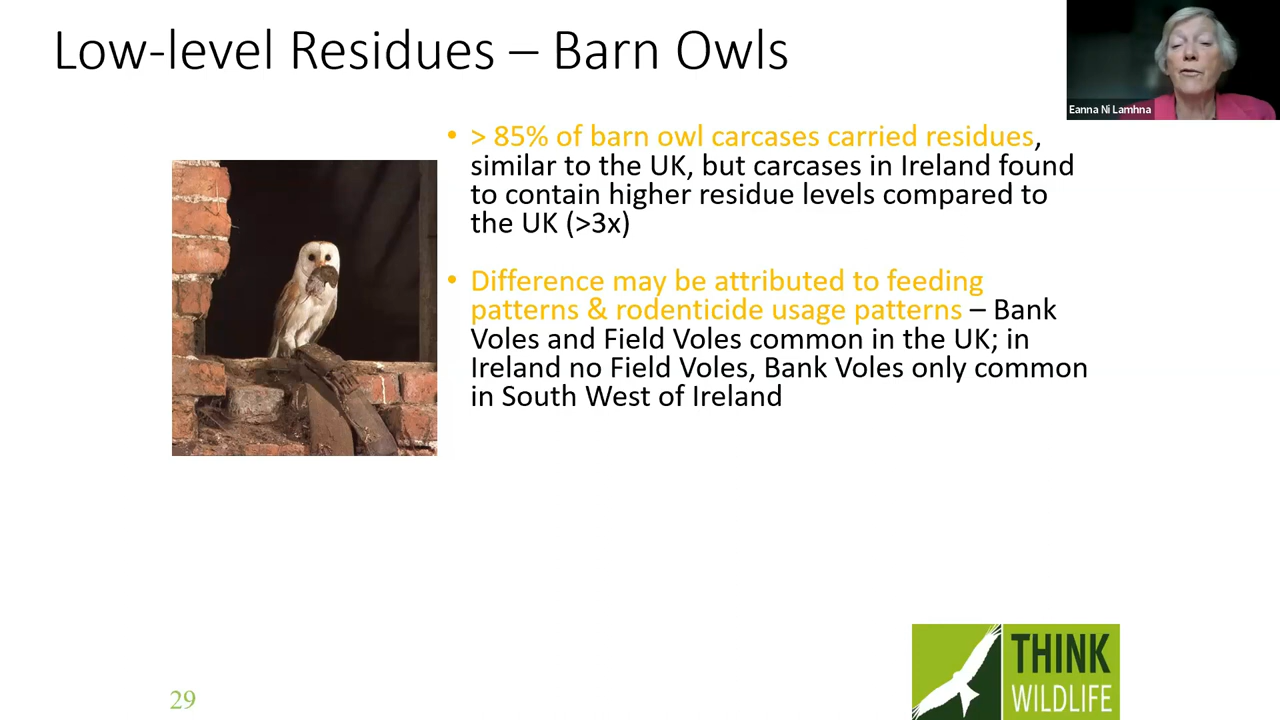 Low-level Residues – Barn Owls
Eanna Ni Lamhna
• > 85% of barn owl carcases carried residues,
similar to the UK, but carcases in Ireland found
to contain higher residue levels compared to
the UK (>3x)
• Difference may be attributed to feeding
patterns & rodenticide usage patterns – Bank
Voles and Field Voles common in the UK; in
Ireland no Field Voles, Bank Voles only common
in South West of Ireland
THINK
WILDLIFE
29